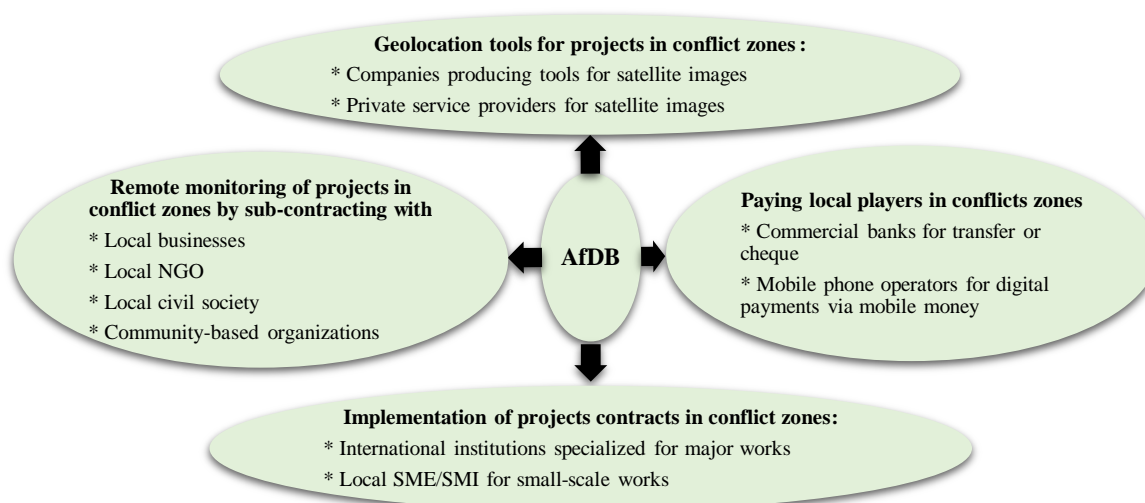 Geolocation tools for projects in conflict zones :
* Companies producing tools for satellite images
* Private service providers for satellite images
Remote monitoring of projects in
conflict zones by sub-contracting with
* Local businesses
* Local NGO
* Local civil society
* Community-based organizations
AfDB
Paying local players in conflicts zones
* Commercial banks for transfer or
cheque
* Mobile phone operators for digital
payments via mobile money
Implementation of projects contracts in conflict zones:
* International institutions specialized for major works
* Local SME/SMI for small-scale works